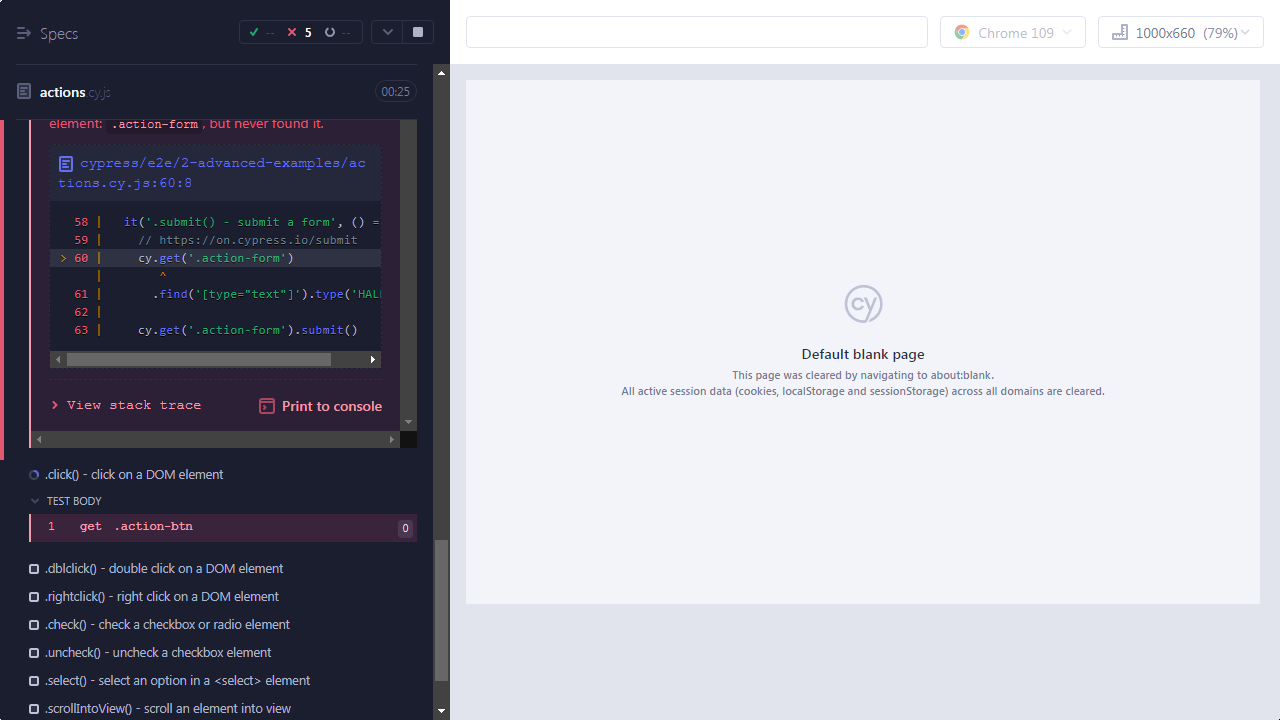 Specs
-- 5 --
Chrome 109
1000x660 (79%)
actions cy.js
00:25
element: .action-form, but never found it.
cypress/e2e/2-advanced-examples/ac
tions.cy.js:60:8
58 | it('.submit() - submit a form', () =
59 | // https://on.cypress.io/submit
> 60 | cy.get('.action-form')
| ^
61 | .find('[type="text"]').type('HAL
62 |
63 | cy.get('.action-form').submit()
View stack trace
Print to console
.click() - click on a DOM element
TEST BODY
1 get .action-btn 0
.dblclick() - double click on a DOM element
.rightclick() - right click on a DOM element
.check() - check a checkbox or radio element
.uncheck() - uncheck a checkbox element
.select() - select an option in a <select> element
.scrollIntoView() - scroll an element into view
cy
Default blank page
This page was cleared by navigating to about:blank.
All active session data (cookies, localStorage and sessionStorage) across all domains are cleared.